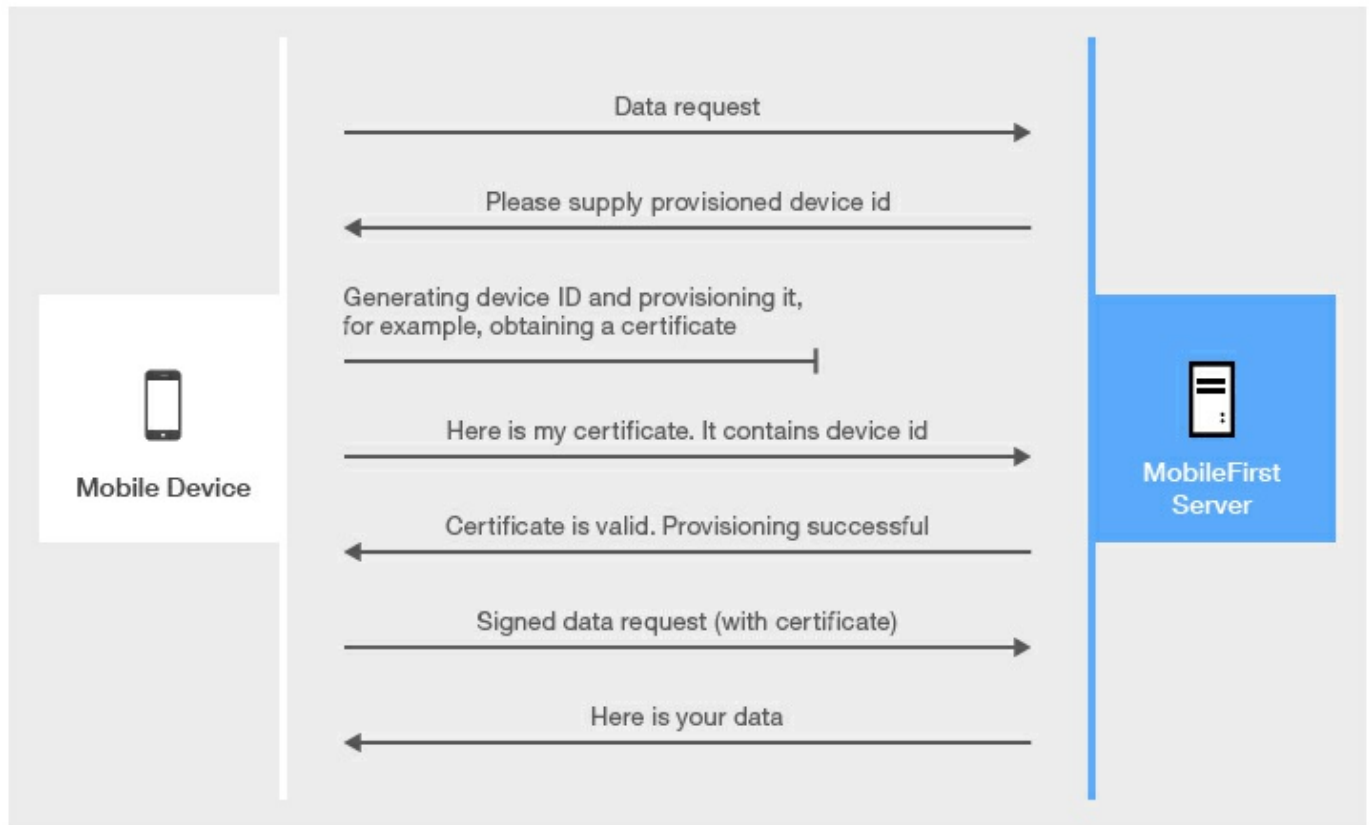 Data request
Please supply provisioned device id
Generating device ID and provisioning it,
for example, obtaining a certificate
Here is my certificate. It contains device id
Mobile Device
MobileFirst
Server
Certificate is valid. Provisioning successful
Signed data request (with certificate)
Here is your data